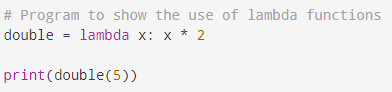 # Program to show the use of lambda functions
double = lambda x: x * 2
print(double(5))